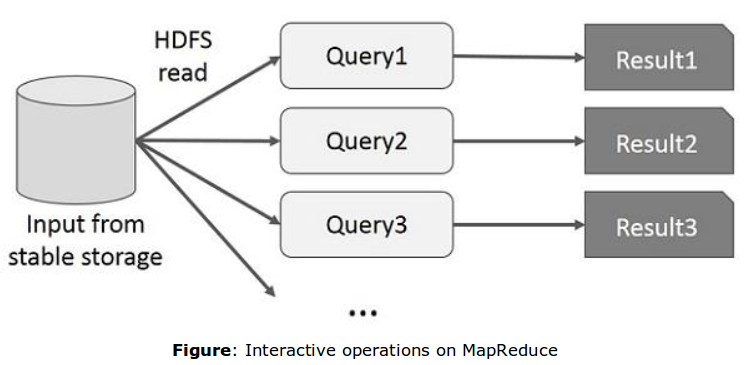 HDFS
read
Query1
Result1
Query2
Result2
Query3
Result3
Input from
stable storage
...
Figure: Interactive operations on MapReduce